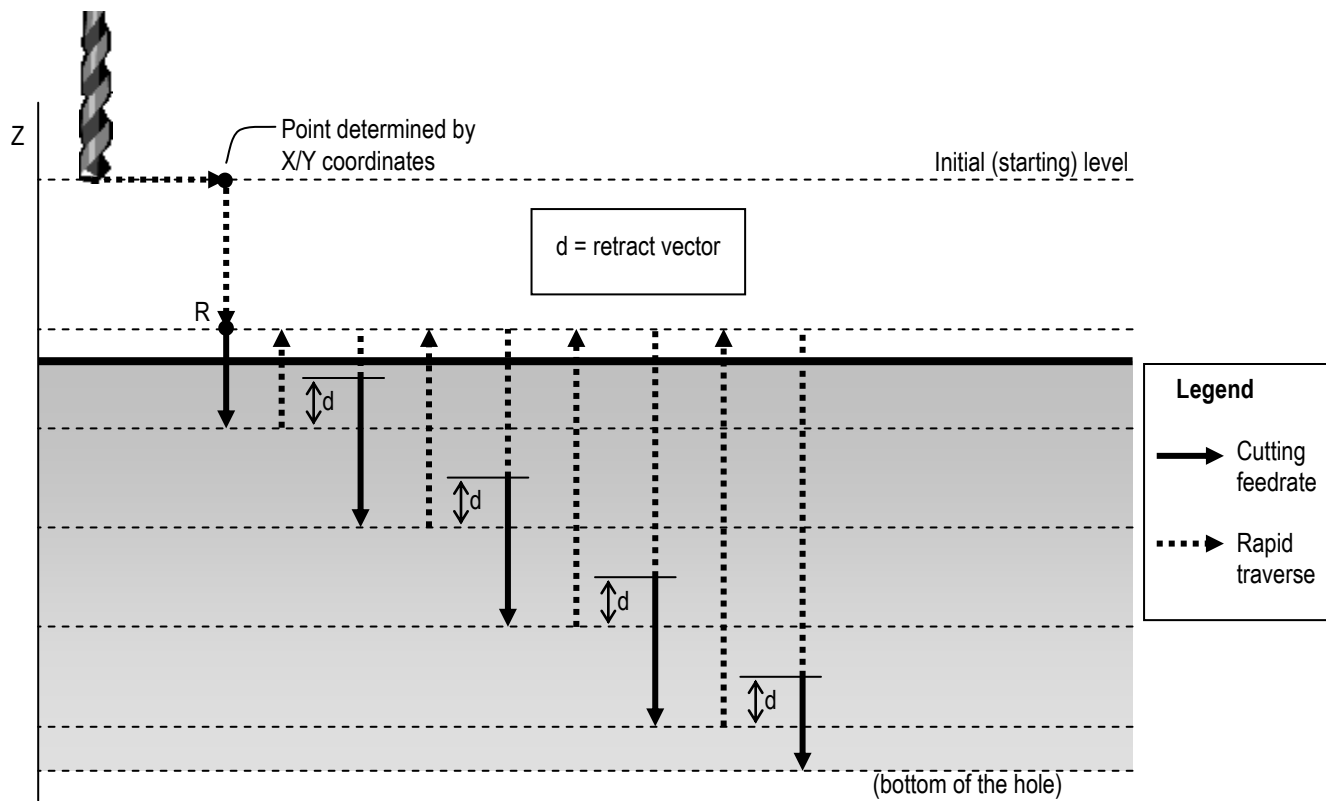 Z
Point determined by
X/Y coordinates
Initial (starting) level
d = retract vector
R
d
d
d
d
Legend
Cutting
feedrate
Rapid
traverse
(bottom of the hole)